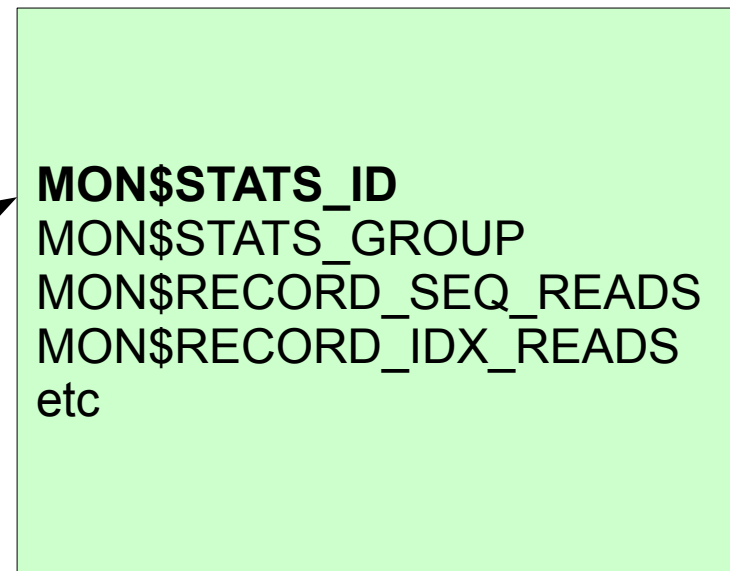 MON$STATS_ID
MON$STATS_GROUP
MON$RECORD_SEQ_READS
MON$RECORD_IDX_READS
etc